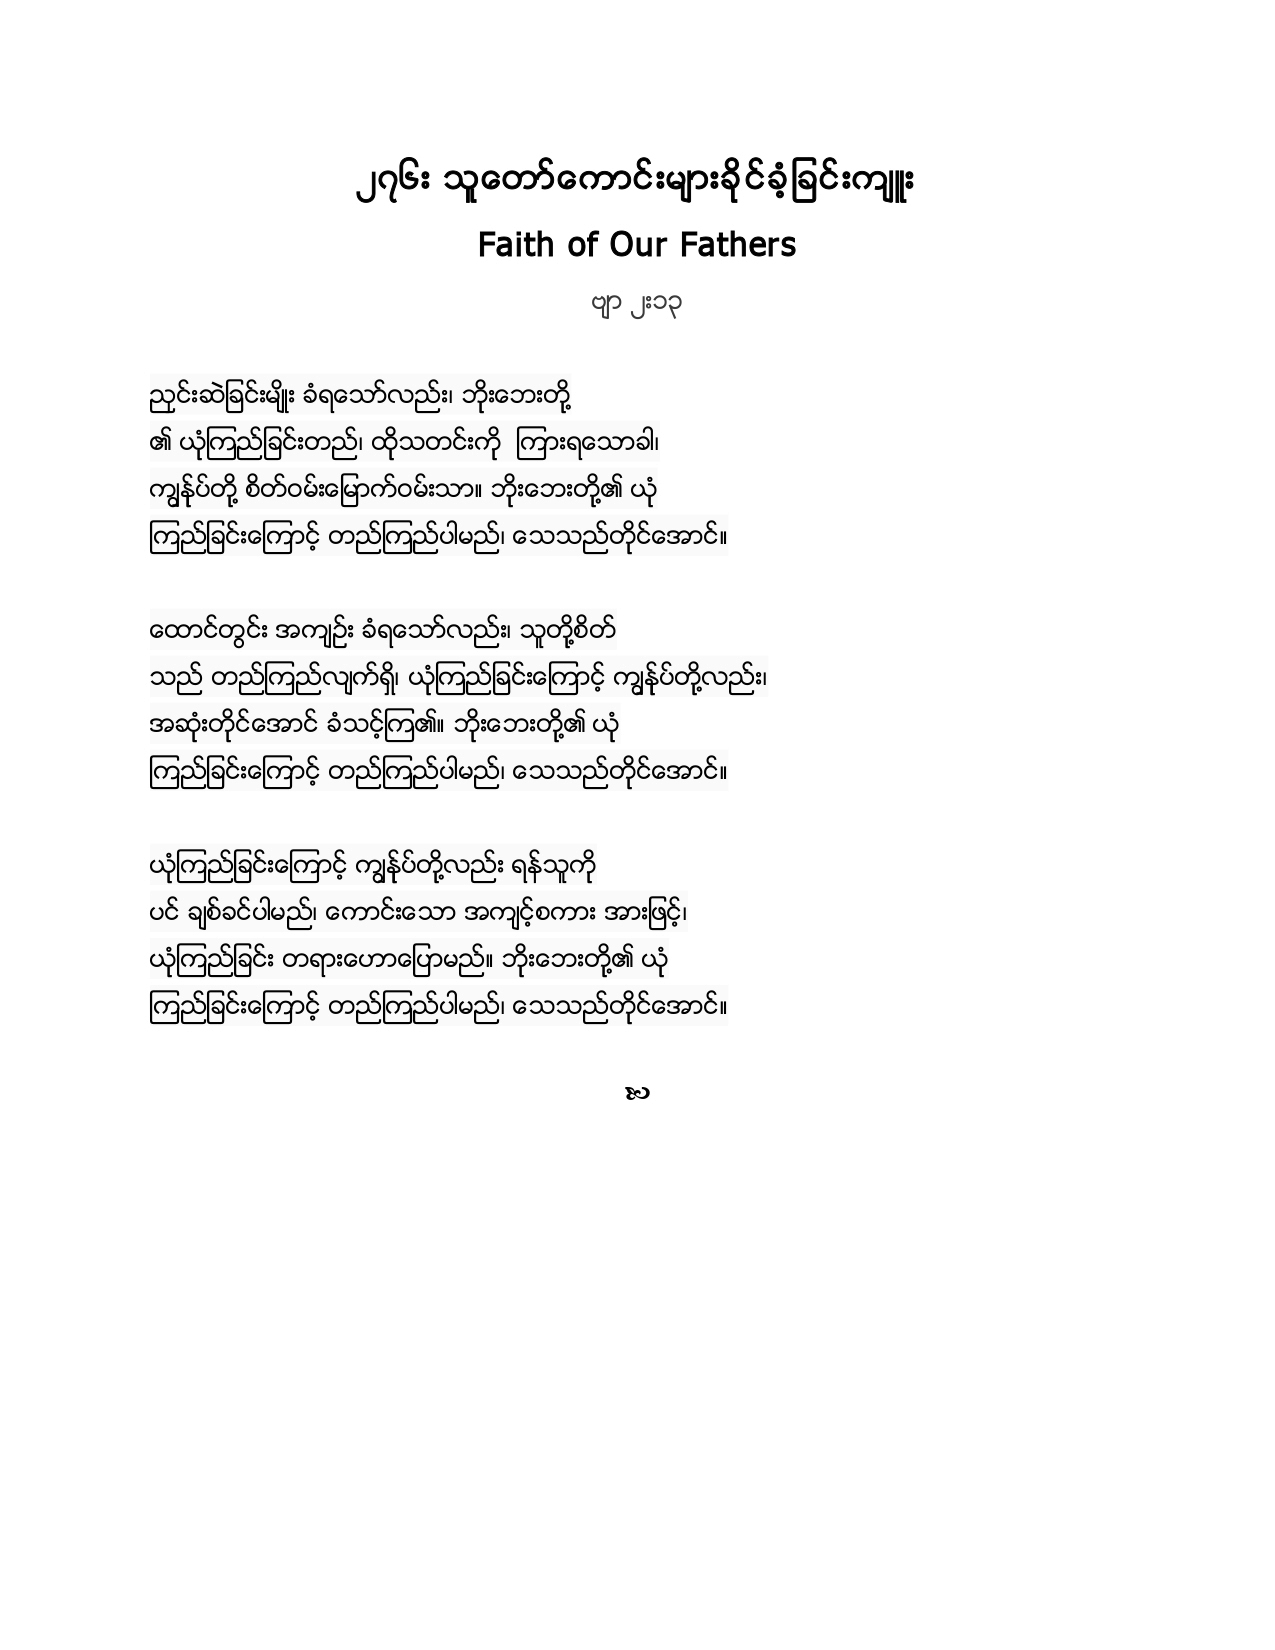 ၂၇၆း သူတော်ကောင်းများခိုင်ခံ့ခြင်းကျူး
Faith of Our Fathers
ဗျာ ၂း၁၃
ညှင်းဆဲခြင်းမျိုး ခံရသော်လည်း၊ ဘိုးဘေးတို့
၏ ယုံကြည်ခြင်းတည်၊ ထိုသတင်းကို ကြားရသောခါ၊
ကျွန်ုပ်တို့ စိတ်ဝမ်းမြောက်ဝမ်းသာ။ ဘိုးဘေးတို့၏ ယုံ
ကြည်ခြင်းကြောင့် တည်ကြည်ပါမည်၊ သေသည်တိုင်အောင်။
ထောင်တွင်း အကျဉ်း ခံရသော်လည်း၊ သူတို့စိတ်
သည် တည်ကြည်လျက်ရှိ၊ ယုံကြည်ခြင်းကြောင့် ကျွန်ုပ်တို့လည်း၊
အဆုံးတိုင်အောင် ခံသင့်ကြ၏။ ဘိုးဘေးတို့၏ ယုံ
ကြည်ခြင်းကြောင့် တည်ကြည်ပါမည်၊ သေသည်တိုင်အောင်။
ယုံကြည်ခြင်းကြောင့် ကျွန်ုပ်တို့လည်း ရန်သူကို
ပင် ချစ်ခင်ပါမည်၊ ကောင်းသော အကျင့်စကား အားဖြင့်၊
ယုံကြည်ခြင်း တရားဟောပြောမည်။ ဘိုးဘေးတို့၏ ယုံ
ကြည်ခြင်းကြောင့် တည်ကြည်ပါမည်၊ သေသည်တိုင်အောင်။